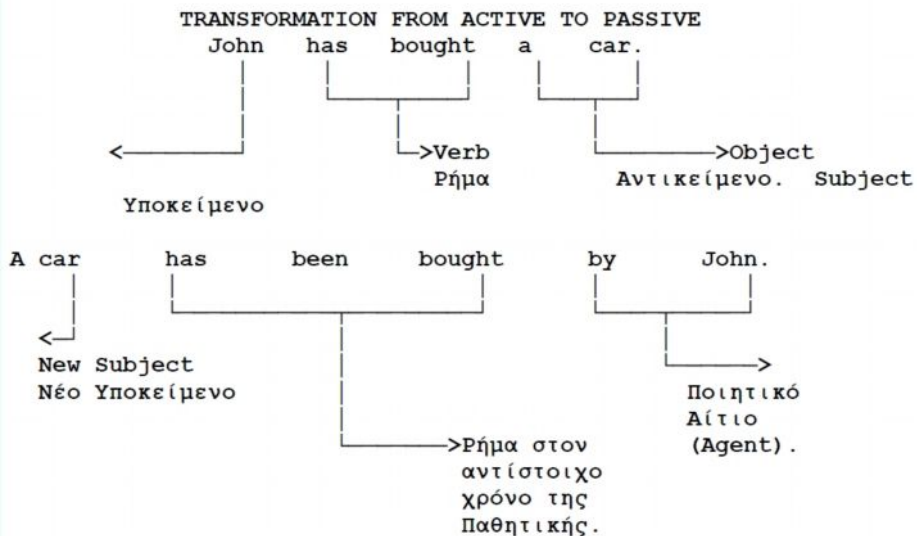 TRANSFORMATION FROM ACTIVE TO PASSIVE
John has bought a car.
Verb Object
Ρήμα Αντικείμενο. Subject
Υποκείμενο
A car has been bought by John.
New Subject
Νέο Υποκείμενο Ποιητικό
Αίτιο
Ρήμα στον (Agent).
αντίστοιχο
χρόνο της
Παθητικής.